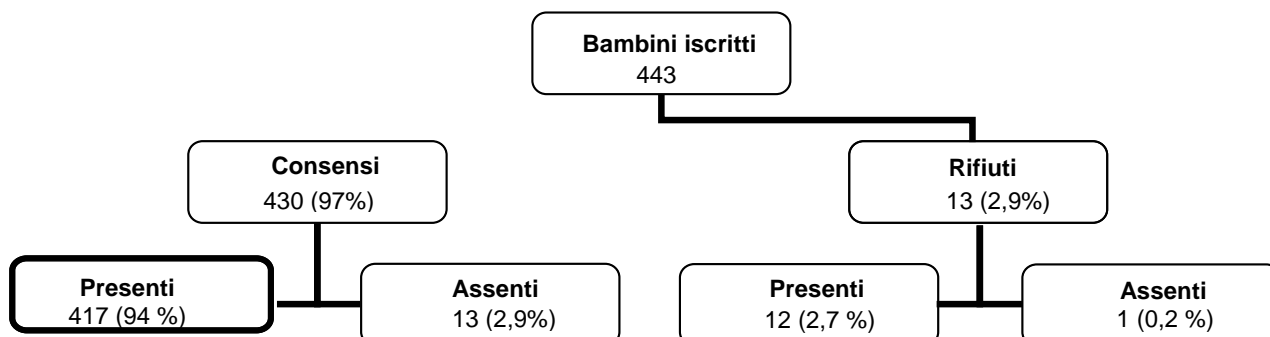 Bambini iscritti
443
Consensi
430 (97%)
Rifiuti
13 (2,9%)
Presenti
417 (94 %)
Assenti
13 (2,9%)
Presenti
12 (2,7 %)
Assenti
1 (0,2 %)